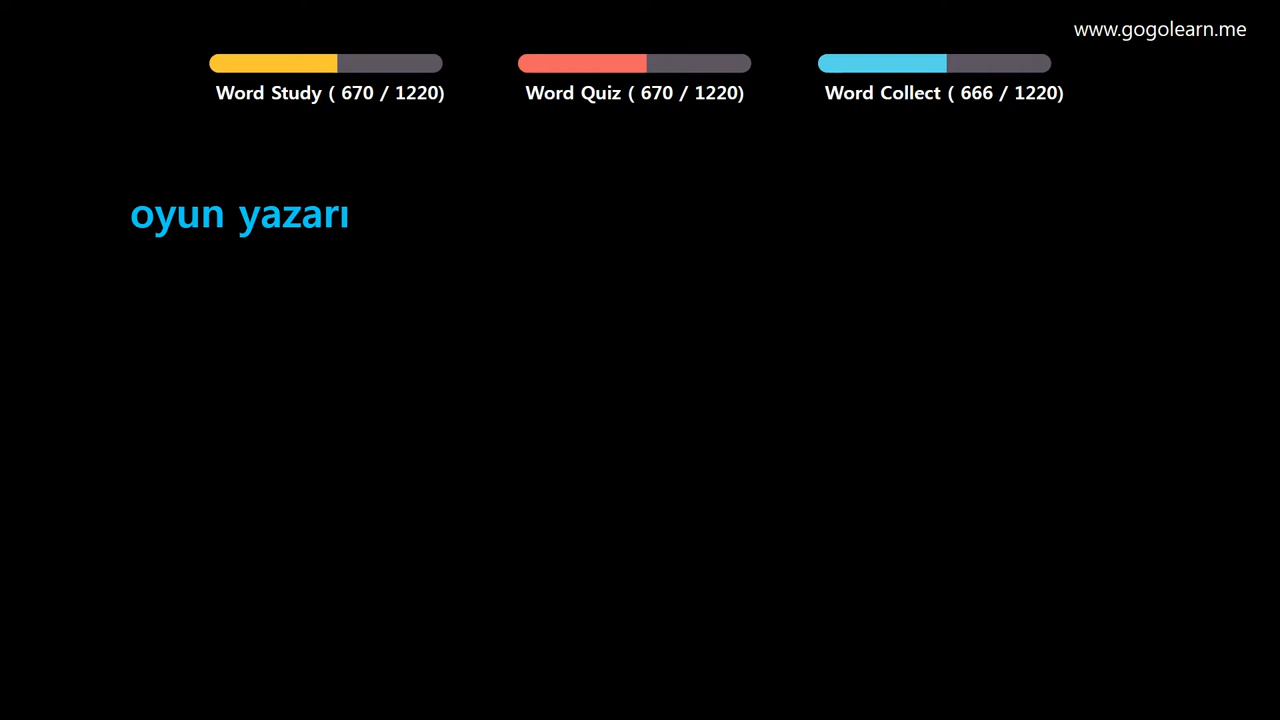 www.gogolearn.me
Word Study ( 670 / 1220)
Word Quiz ( 670 / 1220)
Word Collect ( 666 / 1220)
oyun yazarı